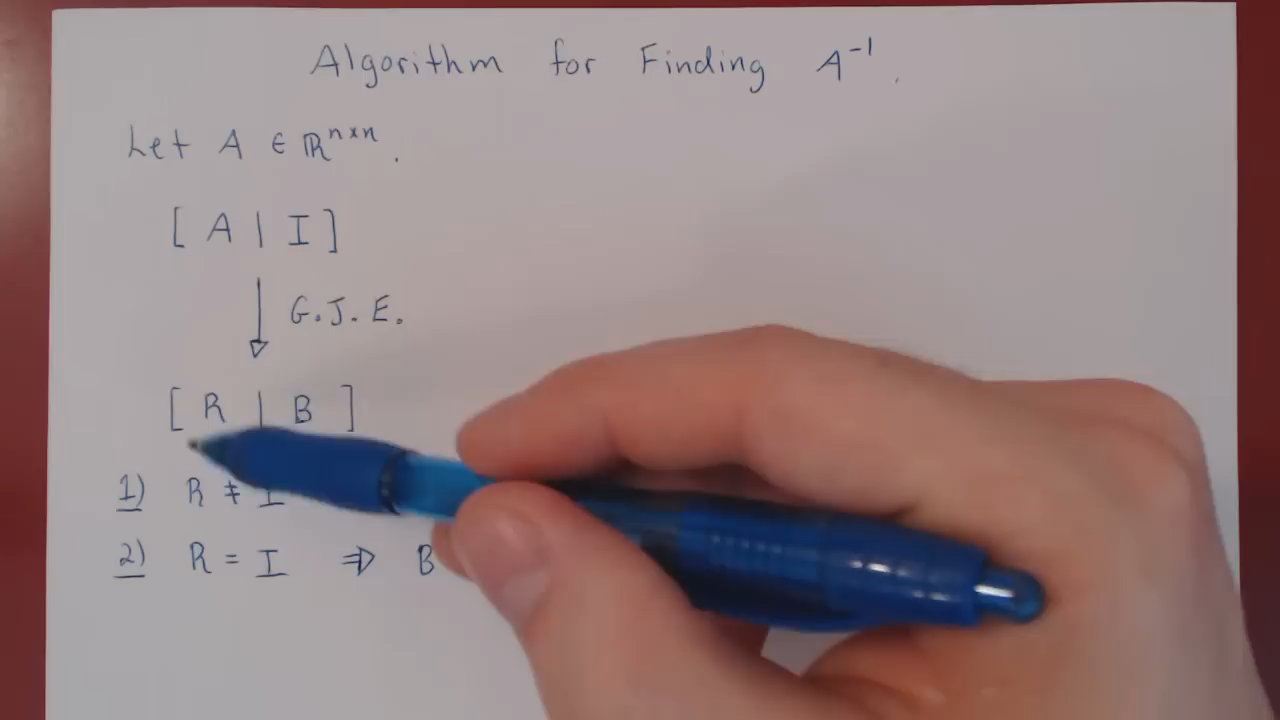 Algorithm for Finding A⁻¹.
Let A ∈ ℝⁿˣⁿ.
[ A | I ]
↓ G.J.E.
[ R | B ]
1) R ≠ I
2) R = I ⇒ B